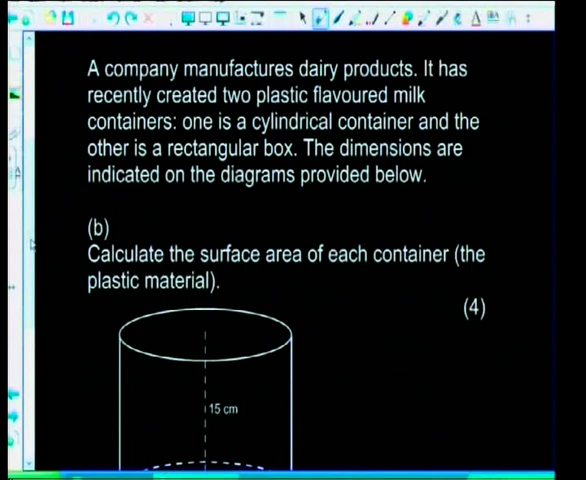 A company manufactures dairy products. It has
recently created two plastic flavoured milk
containers: one is a cylindrical container and the
other is a rectangular box. The dimensions are
indicated on the diagrams provided below.
(b)
Calculate the surface area of each container (the
plastic material).
(4)
15 cm